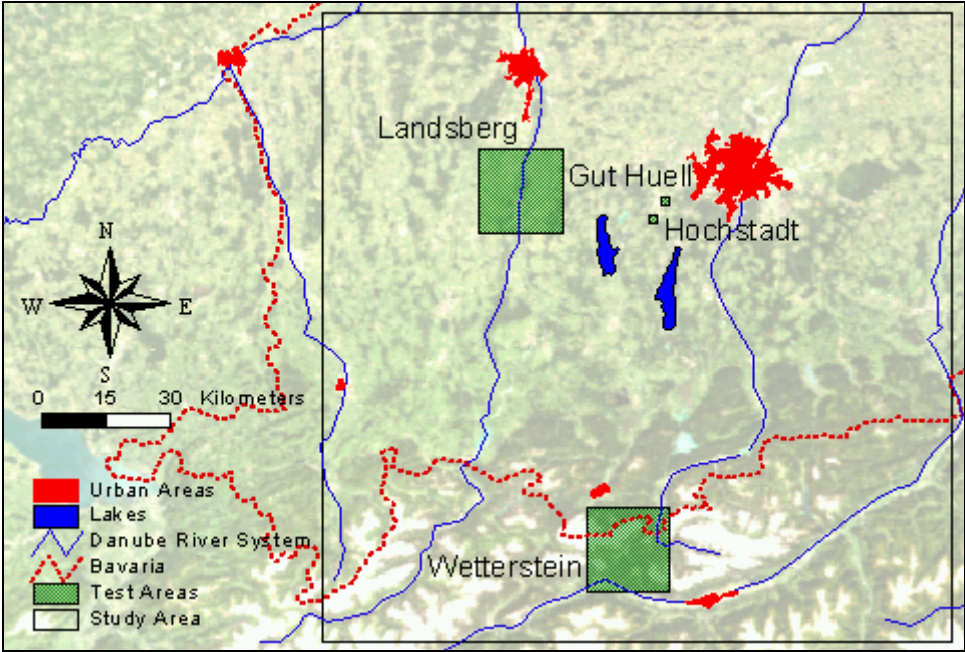 Landsberg
Gut Huell
Hochstadt
N
W E
S
0 15 30 Kilometers
Urban Areas
Lakes
Danube River System
Bavaria
Wetterstein
Test Areas
Study Area